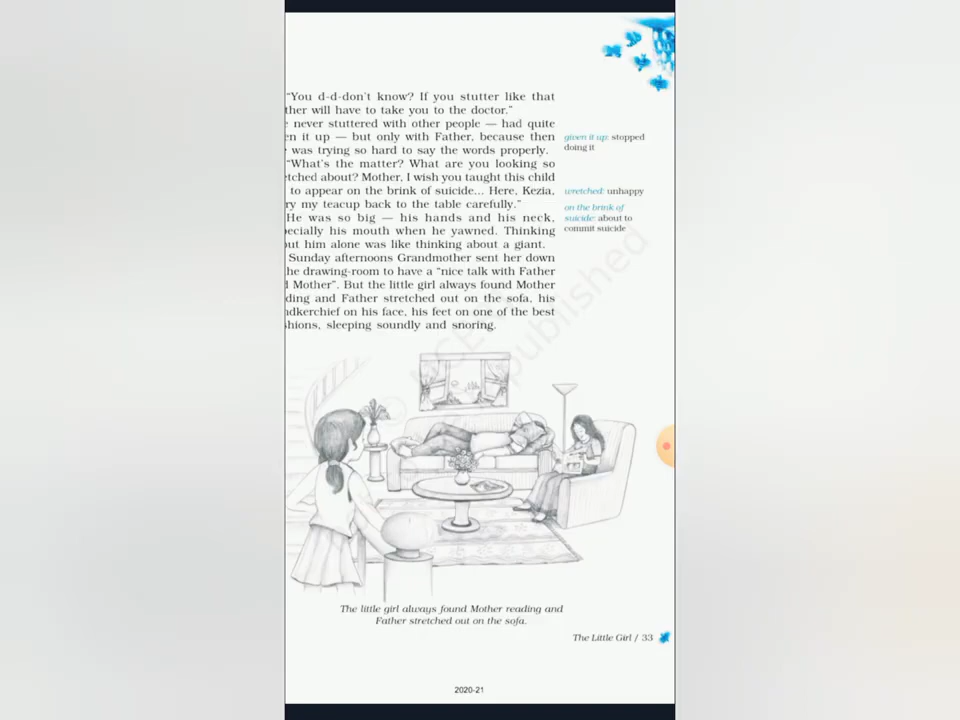 "You d-d-don't know? If you stutter like that
ther will have to take you to the doctor."
never stuttered with other people — had quite
en it up — but only with Father, because then
was trying so hard to say the words properly.
"What's the matter? What are you looking so
etched about? Mother, I wish you taught this child
to appear on the brink of suicide... Here, Kezia,
ry my teacup back to the table carefully."
He was so big — his hands and his neck,
pecially his mouth when he yawned. Thinking
out him alone was like thinking about a giant.
Sunday afternoons Grandmother sent her down
he drawing-room to have a "nice talk with Father
d Mother". But the little girl always found Mother
ding and Father stretched out on the sofa, his
ndkerchief on his face, his feet on one of the best
shions, sleeping soundly and snoring.
given it up: stopped
doing it
wretched: unhappy
on the brink of
suicide: about to
commit suicide
published
The little girl always found Mother reading and
Father stretched out on the sofa.
The Little Girl / 33
2020-21